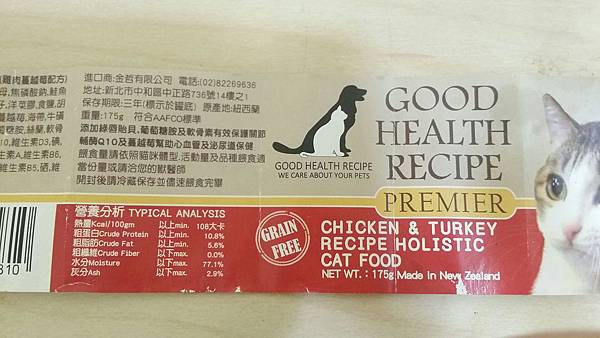 雞肉蔓越莓配方)
母,焦磷酸鈉,鮭魚
子,洋菜膠,食鹽,胡
蔓越莓,海帶,牛磺
葡萄糖胺,絲蘭,軟骨
10,維生素D3,碘,
生素A,維生素B6,
維生素B5,硒,維
310
進口商:金哲有限公司 電話:(02)82269636
地址:新北市中和區中正路736號14樓之1
保存期限:三年(標示於罐底) 原產地:紐西蘭
重量:175g 符合AAFCO標準
添加綠唇貽貝,葡萄糖胺及軟骨素有效保護關節
輔酶Q10及蔓越莓幫助心血管及泌尿道保健
餵食量請依照貓咪體型.活動量及品種餵食適
當份量或請洽您的獸醫師
開封後請冷藏保存並儘速餵食完畢
營養分析 TYPICAL ANALYSIS
熱量Kcal/100gm 以上min. 108大卡
粗蛋白Crude Protein 以上min. 10.8%
粗脂肪Crude Fat 以上min. 5.6%
粗纖維Crude Fiber 以下max. 0.0%
水分Moisture 以下max. 77.1%
灰分Ash 以下max. 2.9%
GOOD HEALTH RECIPE
WE CARE ABOUT YOUR PETS
GRAIN
FREE
GOOD
HEALTH
RECIPE
PREMIER
CHICKEN & TURKEY
RECIPE HOLISTIC
CAT FOOD
NET WT.：175g Made in New Zealand